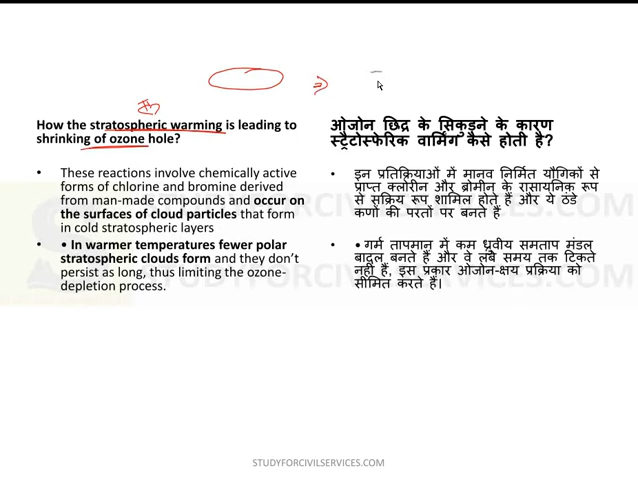 How the stratospheric warming is leading to
shrinking of ozone hole?
• These reactions involve chemically active
forms of chlorine and bromine derived
from man-made compounds and occur on
the surfaces of cloud particles that form
in cold stratospheric layers
• • In warmer temperatures fewer polar
stratospheric clouds form and they don't
persist as long, thus limiting the ozone-
depletion process.
ओजोन छिद्र के सिकुड़ने के कारण
स्ट्रैटोस्फेरिक वार्मिंग कैसे होती है?
• इन प्रतिक्रियाओं में मानव निर्मित यौगिकों से
प्राप्त क्लोरीन और ब्रोमीन के रासायनिक रूप
से सक्रिय रूप शामिल होते हैं और ये ठंडे
कणों की परतों पर बनते हैं
• • गर्म तापमान में कम ध्रुवीय समताप मंडल
बादल बनते हैं और वे लंबे समय तक टिकते
नहीं हैं, इस प्रकार ओजोन-क्षय प्रक्रिया को
सीमित करते हैं।
STUDYFORCIVILSERVICES.COM